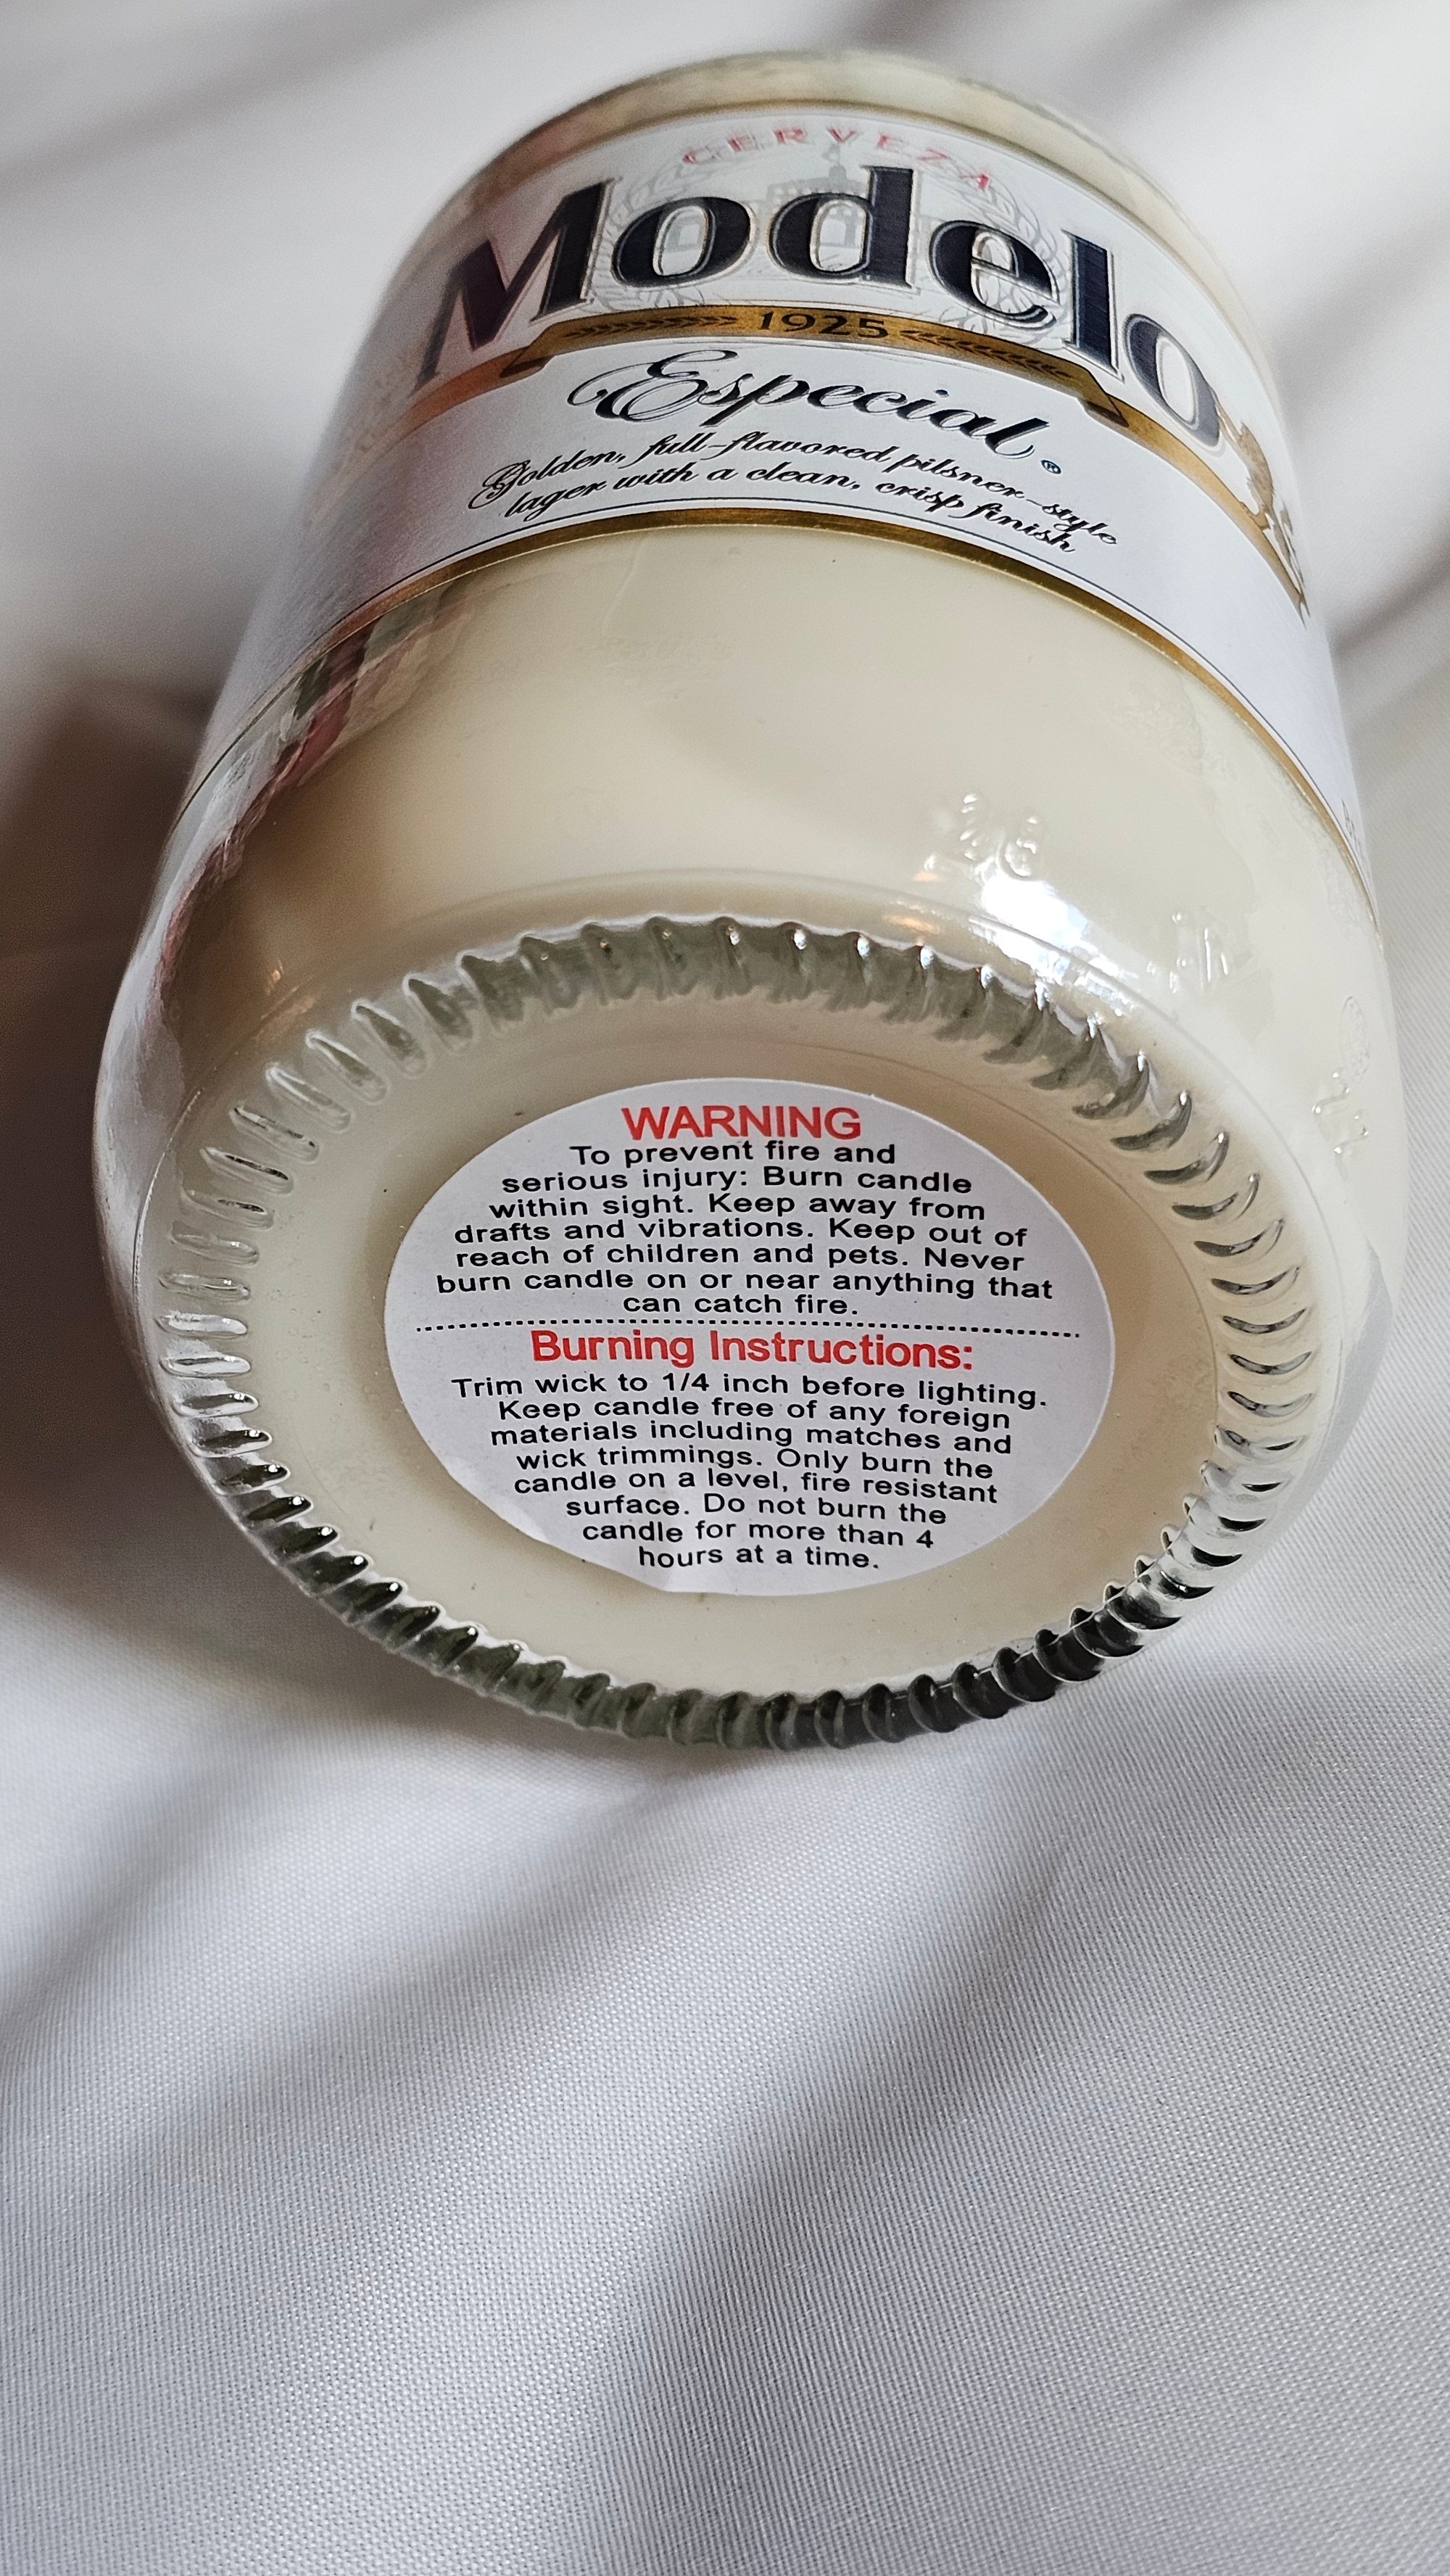 CERVEZA
Modelo
1925
Especial®
Golden, full-flavored pilsner-style
lager with a clean, crisp finish
WARNING
To prevent fire and
serious injury: Burn candle
within sight. Keep away from
drafts and vibrations. Keep out of
reach of children and pets. Never
burn candle on or near anything that
can catch fire.
Burning Instructions:
Trim wick to 1/4 inch before lighting.
Keep candle free of any foreign
materials including matches and
wick trimmings. Only burn the
candle on a level, fire resistant
surface. Do not burn the
candle for more than 4
hours at a time.